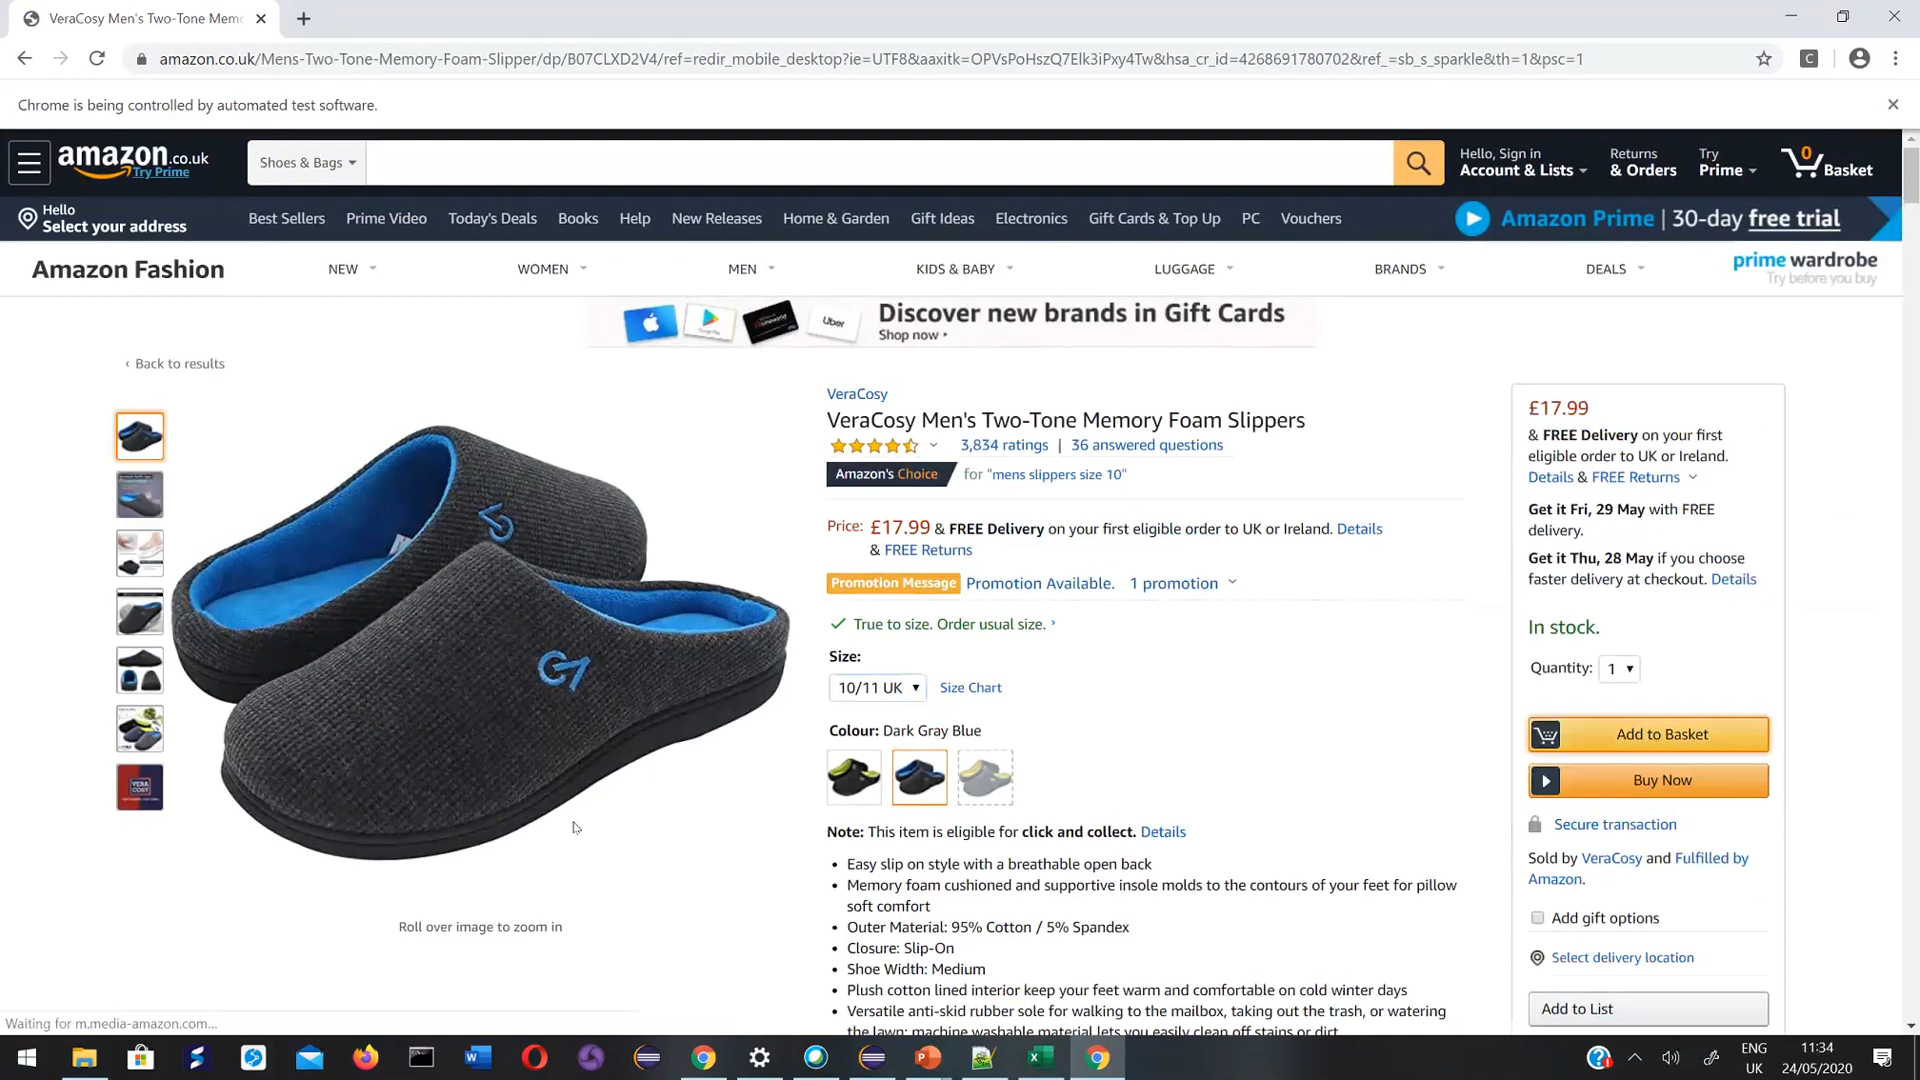 VeraCosy Men's Two-Tone Memo
amazon.co.uk/Mens-Two-Tone-Memory-Foam-Slipper/dp/B07CLXD2V4/ref=redir_mobile_desktop?ie=UTF8&aaxitk=OPVsPoHszQ7Elk3iPxy4Tw&hsa_cr_id=4268691780702&ref_=sb_s_sparkle&th=1&psc=1
Chrome is being controlled by automated test software.
amazon.co.uk
Try Prime
Shoes & Bags
Hello, Sign in
Account & Lists
Returns
& Orders
Try
Prime
0
Basket
Hello
Select your address
Best Sellers Prime Video Today's Deals Books Help New Releases Home & Garden Gift Ideas Electronics Gift Cards & Top Up PC Vouchers
Amazon Prime | 30-day free trial
Amazon Fashion NEW WOMEN MEN KIDS & BABY LUGGAGE BRANDS DEALS
prime wardrobe
Try before you buy
Uber
Discover new brands in Gift Cards
Shop now
‹ Back to results
VeraCosy
VeraCosy Men's Two-Tone Memory Foam Slippers
3,834 ratings | 36 answered questions
Amazon's Choice for "mens slippers size 10"
Price: £17.99 & FREE Delivery on your first eligible order to UK or Ireland. Details
& FREE Returns
Promotion Message Promotion Available. 1 promotion
True to size. Order usual size. ›
Size:
10/11 UK Size Chart
Colour: Dark Gray Blue
Note: This item is eligible for click and collect. Details
• Easy slip on style with a breathable open back
• Memory foam cushioned and supportive insole molds to the contours of your feet for pillow
soft comfort
• Outer Material: 95% Cotton / 5% Spandex
• Closure: Slip-On
• Shoe Width: Medium
• Plush cotton lined interior keep your feet warm and comfortable on cold winter days
• Versatile anti-skid rubber sole for walking to the mailbox, taking out the trash, or watering
the lawn; machine washable material lets you easily clean off stains or dirt
VERA
COSY
Roll over image to zoom in
£17.99
& FREE Delivery on your first
eligible order to UK or Ireland.
Details & FREE Returns
Get it Fri, 29 May with FREE
delivery.
Get it Thu, 28 May if you choose
faster delivery at checkout. Details
In stock.
Quantity: 1
Add to Basket
Buy Now
Secure transaction
Sold by VeraCosy and Fulfilled by
Amazon.
Add gift options
Select delivery location
Add to List
Waiting for m.media-amazon.com...
ENG
UK
11:34
24/05/2020